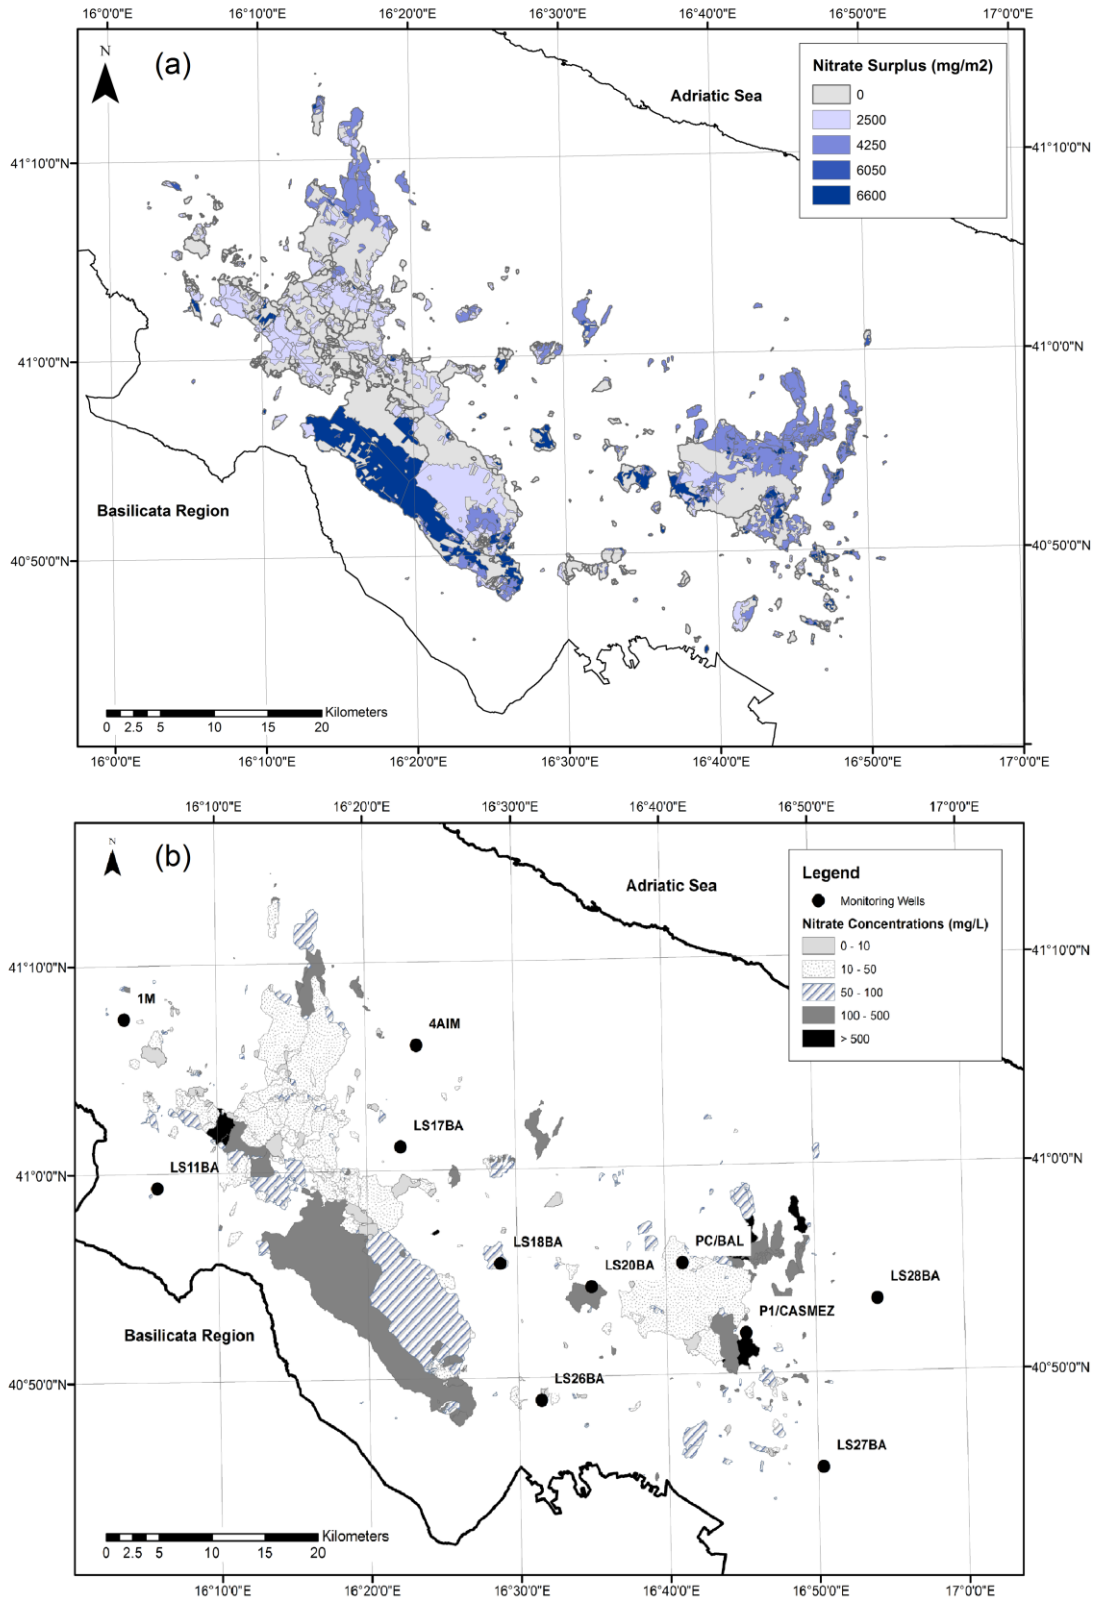 16°0'0"E 16°10'0"E 16°20'0"E 16°30'0"E 16°40'0"E 16°50'0"E 17°0'0"E
N
(a)
Adriatic Sea
Nitrate Surplus (mg/m2)
0
2500
4250
6050
6600
41°10'0"N 41°10'0"N
41°0'0"N 41°0'0"N
Basilicata Region
40°50'0"N 40°50'0"N
0 2.5 5 10 15 20 Kilometers
16°0'0"E 16°10'0"E 16°20'0"E 16°30'0"E 16°40'0"E 16°50'0"E 17°0'0"E
16°10'0"E 16°20'0"E 16°30'0"E 16°40'0"E 16°50'0"E 17°0'0"E
N
(b)
Adriatic Sea
Legend
Monitoring Wells
Nitrate Concentrations (mg/L)
0 - 10
10 - 50
50 - 100
100 - 500
> 500
41°10'0"N 41°10'0"N
1M
4AIM
LS17BA
41°0'0"N 41°0'0"N
LS11BA
LS18BA
PC/BAL
LS20BA
LS28BA
P1/CASMEZ
Basilicata Region
40°50'0"N 40°50'0"N
LS26BA
LS27BA
0 2.5 5 10 15 20 Kilometers
16°10'0"E 16°20'0"E 16°30'0"E 16°40'0"E 16°50'0"E 17°0'0"E